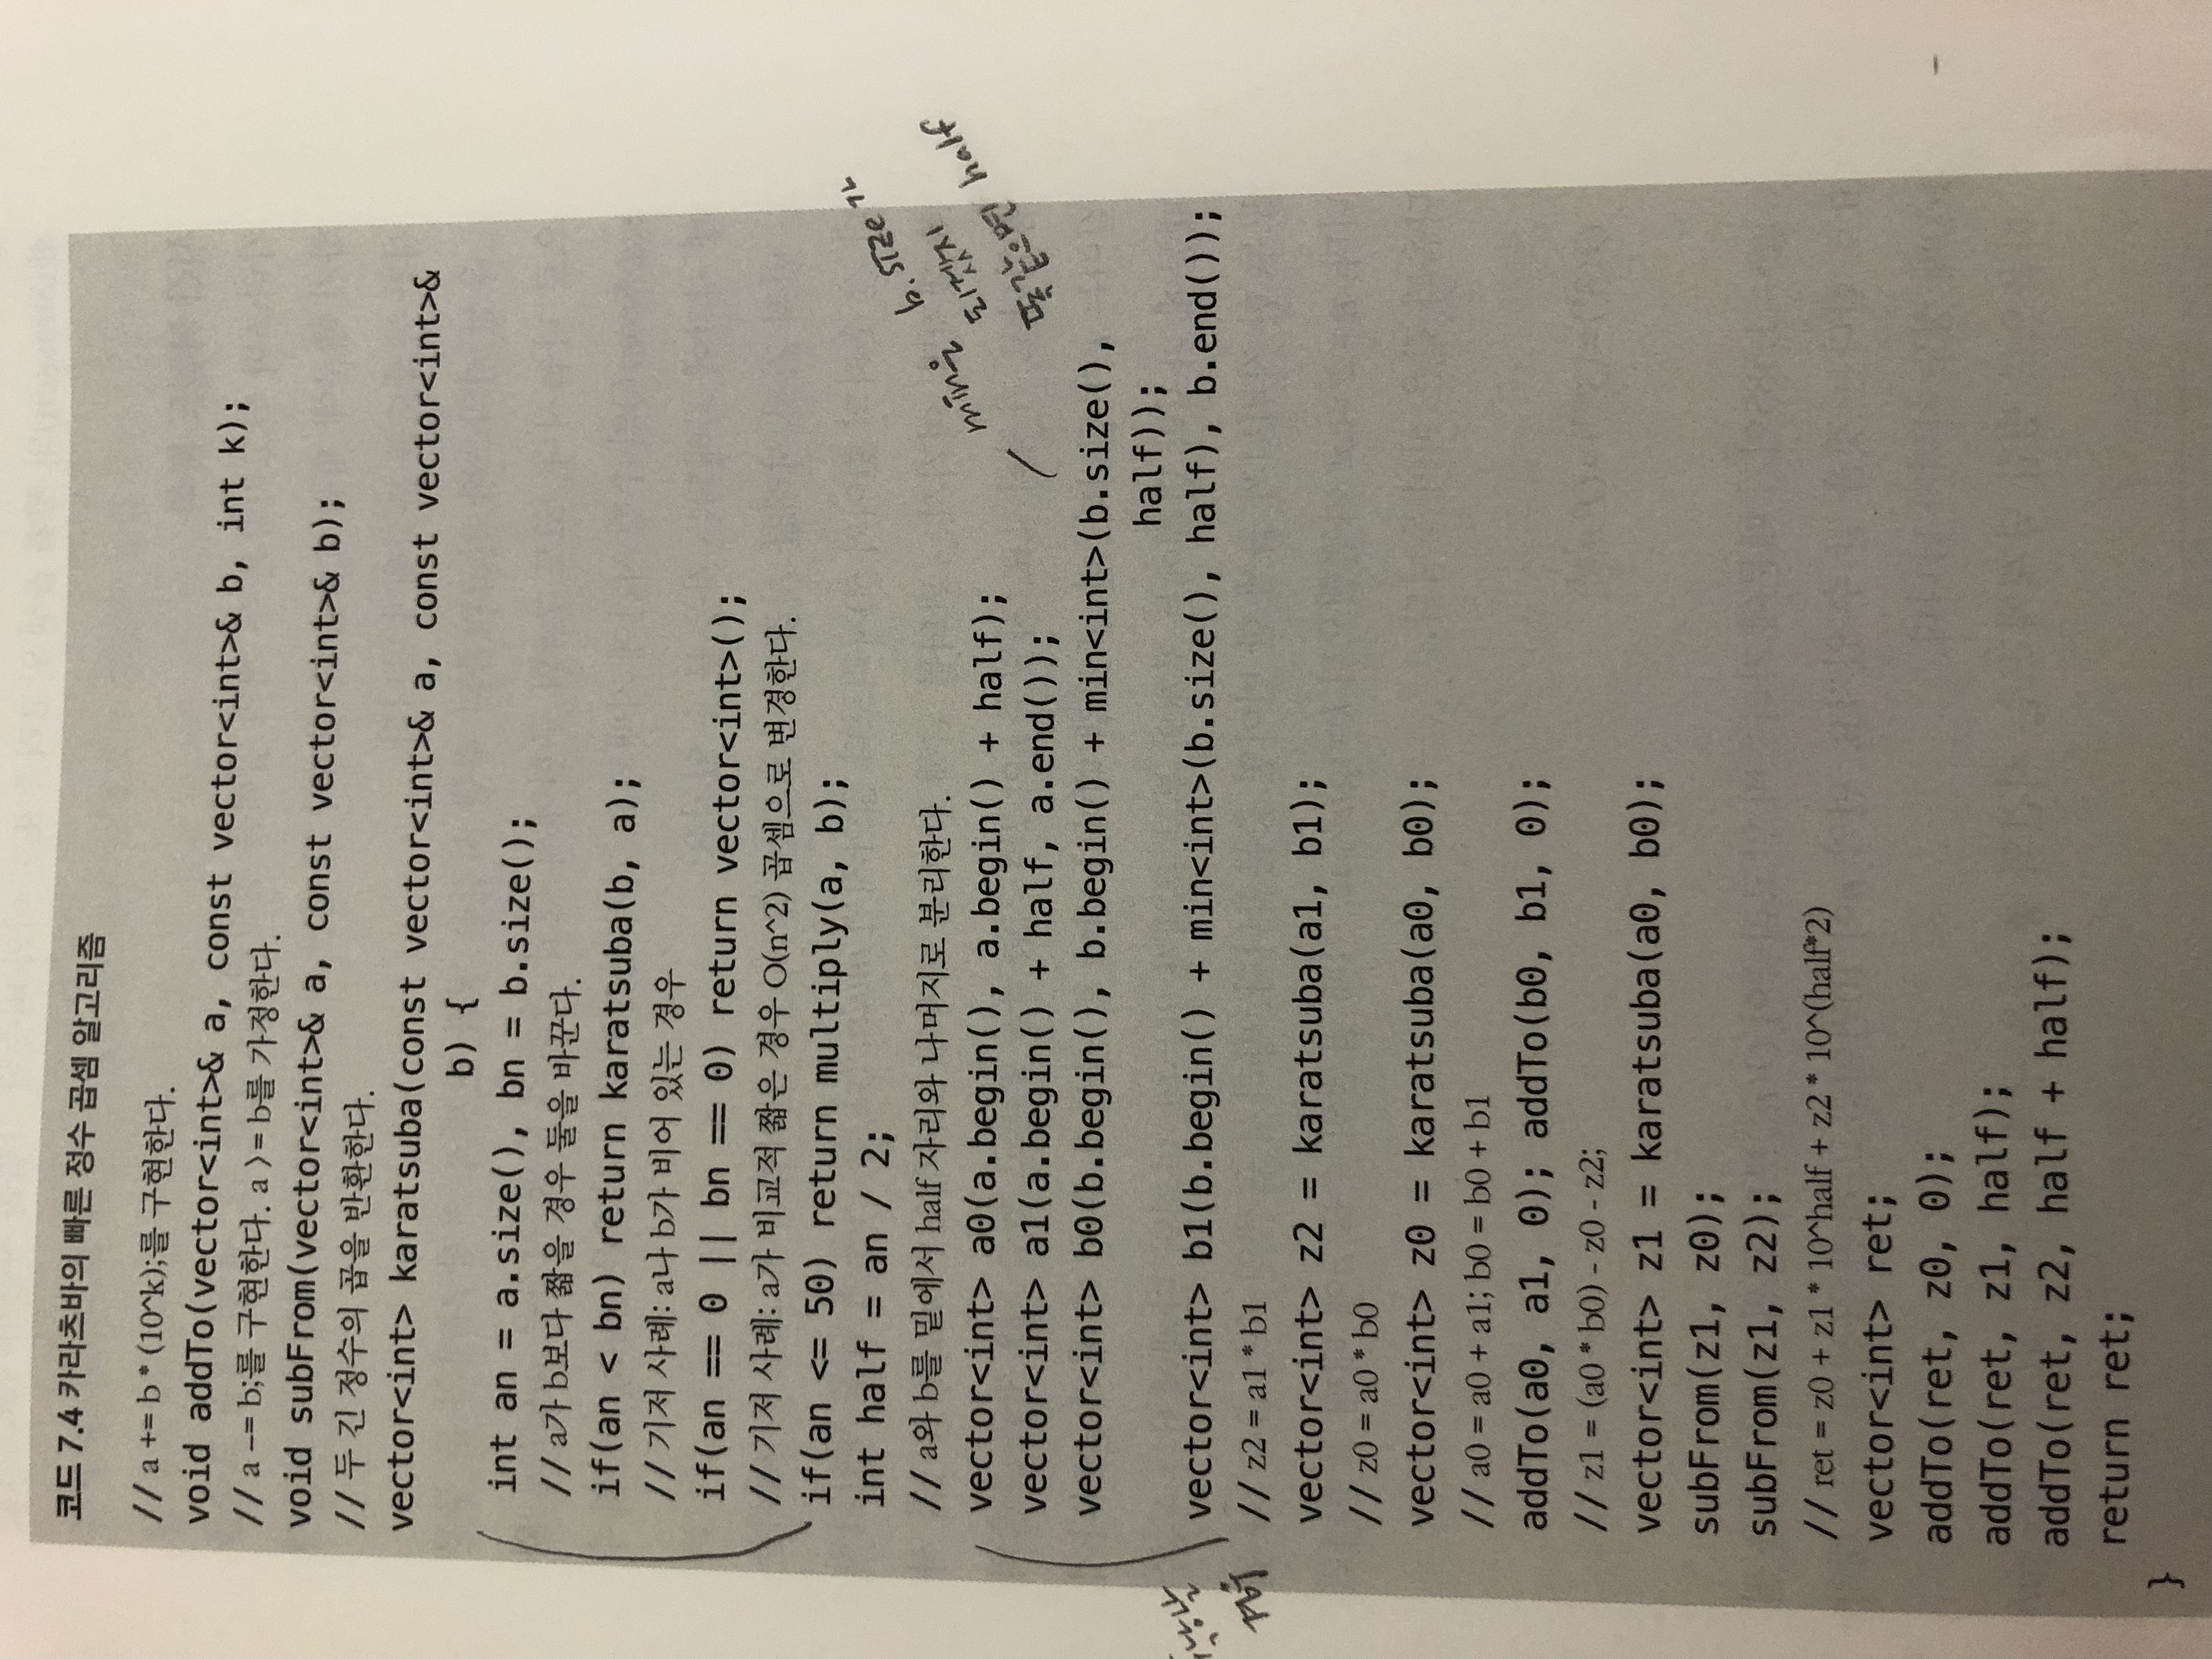 코드 7.4 카라츠바의 빠른 정수 곱셈 알고리즘
// a += b * (10^k);를 구현한다.
void addTo(vector<int>& a, const vector<int>& b, int k);
// a -= b;를 구현한다. a >= b를 가정한다.
void subFrom(vector<int>& a, const vector<int>& b);
// 두 긴 정수의 곱을 반환한다.
vector<int> karatsuba(const vector<int>& a, const vector<int>&
b) {
int an = a.size(), bn = b.size();
// a가 b보다 짧을 경우 둘을 바꾼다.
if(an < bn) return karatsuba(b, a);
// 기저 사례: a나 b가 비어 있는 경우
if(an == 0 || bn == 0) return vector<int>();
// 기저 사례: a가 비교적 짧은 경우 O(n^2) 곱셈으로 변경한다.
if(an <= 50) return multiply(a, b);
int half = an / 2;
// a와 b를 밑에서 half 자리와 나머지로 분리한다.
vector<int> a0(a.begin(), a.begin() + half);
vector<int> a1(a.begin() + half, a.end());
min은 b.size가
되겠지
똑같으면 half
vector<int> b0(b.begin(), b.begin() + min<int>(b.size(),
half));
vector<int> b1(b.begin() + min<int>(b.size(), half), b.end());
// z2 = a1 * b1
vector<int> z2 = karatsuba(a1, b1);
// z0 = a0 * b0
vector<int> z0 = karatsuba(a0, b0);
// a0 = a0 + a1; b0 = b0 + b1
addTo(a0, a1, 0); addTo(b0, b1, 0);
// z1 = (a0 * b0) - z0 - z2;
vector<int> z1 = karatsuba(a0, b0);
subFrom(z1, z0);
subFrom(z1, z2);
// ret = z0 + z1 * 10^half + z2 * 10^(half*2)
vector<int> ret;
addTo(ret, z0, 0);
addTo(ret, z1, half);
addTo(ret, z2, half + half);
return ret;
}